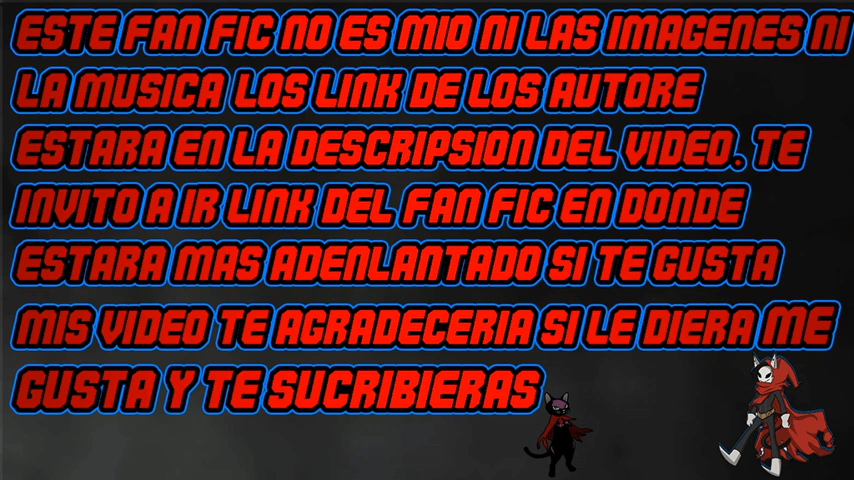 ESTE FAN FIC NO ES MIO NI LAS IMAGENES NI
LA MUSICA LOS LINK DE LOS AUTORE
ESTARA EN LA DESCRIPSION DEL VIDEO. TE
INVITO A IR LINK DEL FAN FIC EN DONDE
ESTARA MAS ADENLANTADO SI TE GUSTA
MIS VIDEO TE AGRADECERIA SI LE DIERA ME
GUSTA Y TE SUCRIBIERAS